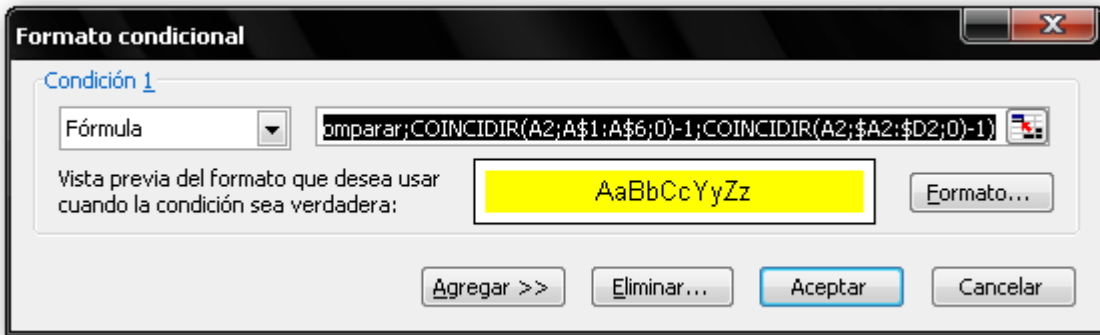 Formato condicional
Condición 1
Fórmula
omparar;COINCIDIR(A2;A$1:A$6;0)-1;COINCIDIR(A2;$A2:$D2;0)-1)
Vista previa del formato que desea usar
cuando la condición sea verdadera:
AaBbCcYyZz
Formato...
Agregar >>
Eliminar...
Aceptar
Cancelar